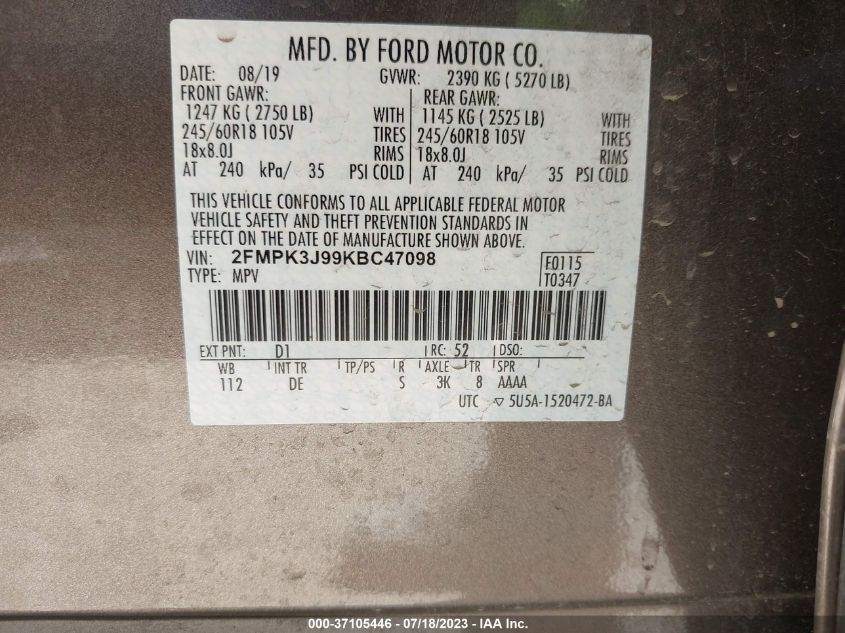 MFD. BY FORD MOTOR CO.
DATE: 08/19 GVWR: 2390 KG ( 5270 LB)
FRONT GAWR: REAR GAWR:
1247 KG ( 2750 LB) WITH 1145 KG ( 2525 LB) WITH
245/60R18 105V TIRES 245/60R18 105V TIRES
18x8.0J RIMS 18x8.0J RIMS
AT 240 kPa/ 35 PSI COLD AT 240 kPa/ 35 PSI COLD
THIS VEHICLE CONFORMS TO ALL APPLICABLE FEDERAL MOTOR
VEHICLE SAFETY AND THEFT PREVENTION STANDARDS IN
EFFECT ON THE DATE OF MANUFACTURE SHOWN ABOVE.
VIN: 2FMPK3J99KBC47098 F0115
TYPE: MPV T0347
EXT PNT: D1 RC: 52 DSO:
WB INT TR TP/PS R AXLE TR SPR
112 DE S 3K 8 AAAA
UTC ▽ 5U5A-1520472-BA
000-37105446 - 07/18/2023 - IAA Inc.